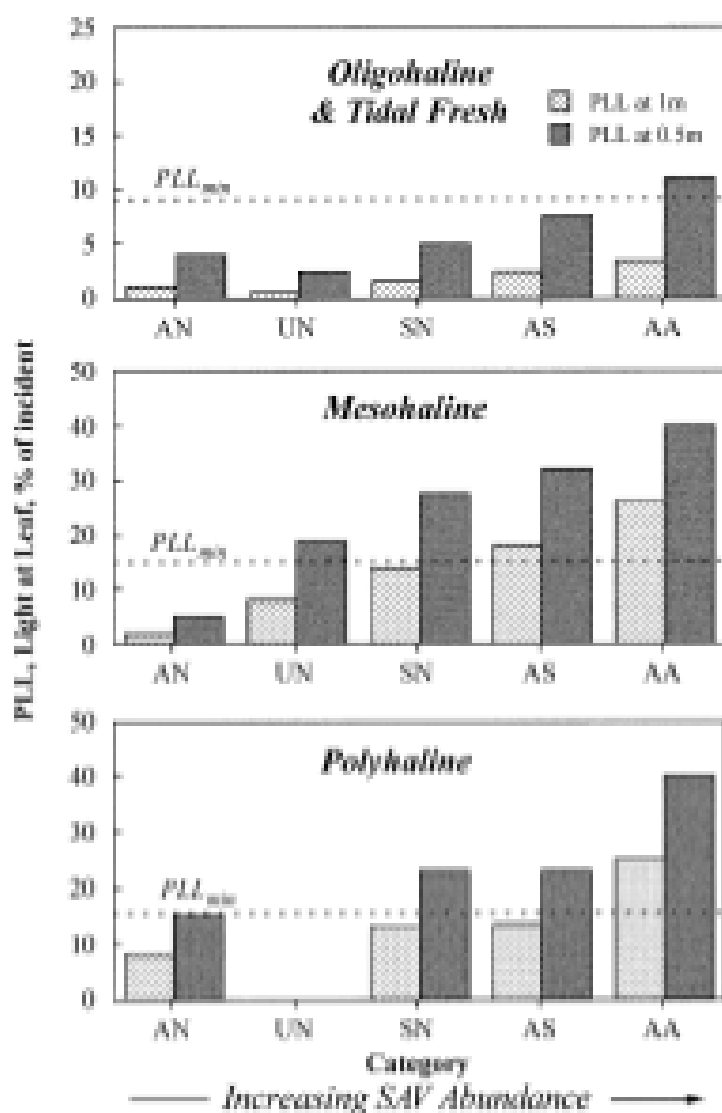 PLL, Light at Leaf, % of incident
25
20
15
10
5
0
Oligohaline
& Tidal Fresh
PLL at 1m
PLL at 0.5m
PLLmin
AN UN SN AS AA
50
40
30
20
10
0
Mesohaline
PLLmin
AN UN SN AS AA
50
40
30
20
10
0
Polyhaline
PLLmin
AN UN SN AS AA
Category
Increasing SAV Abundance